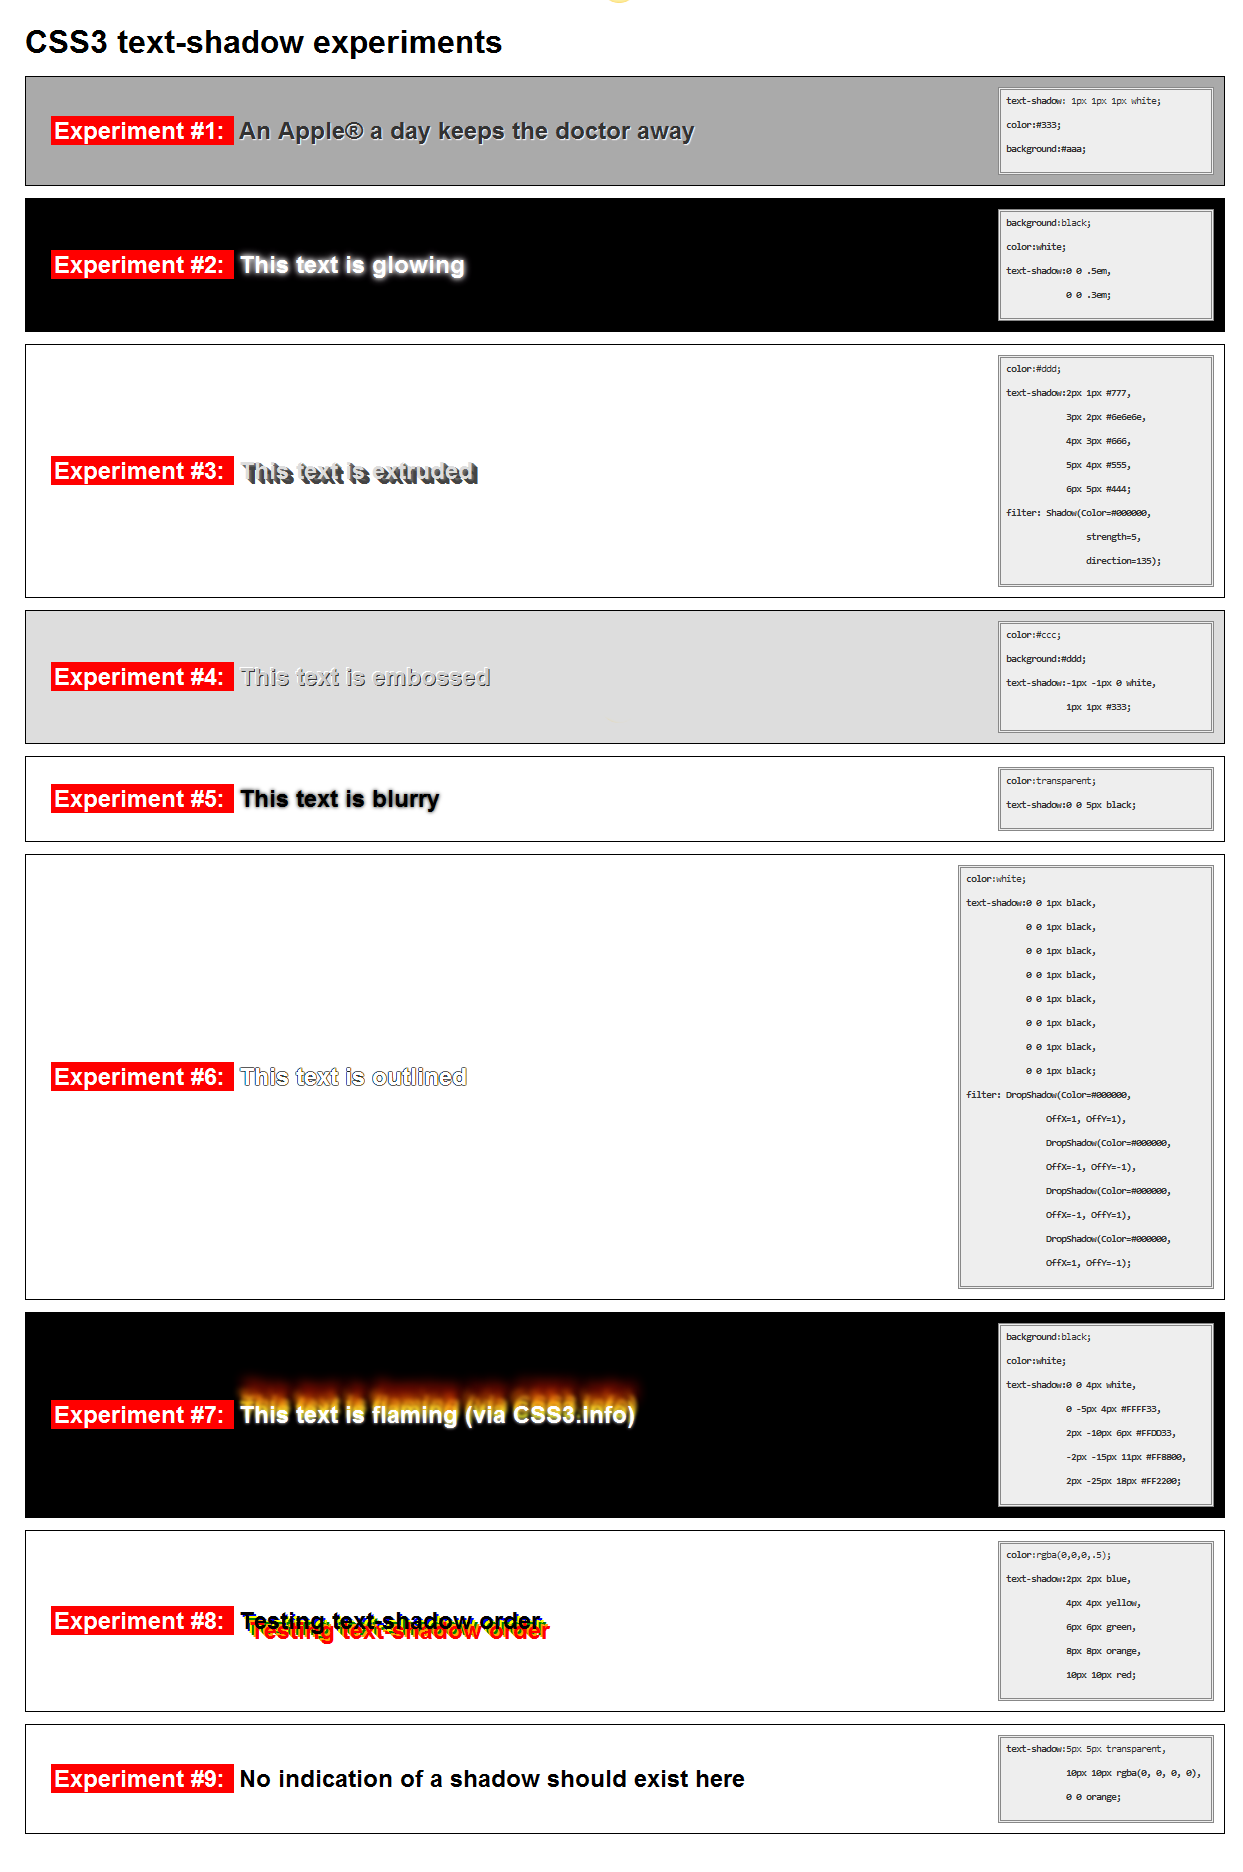 CSS3 text-shadow experiments
Experiment #1: An Apple® a day keeps the doctor away
text-shadow: 1px 1px 1px white;
color:#333;
background:#aaa;
Experiment #2: This text is glowing
background:black;
color:white;
text-shadow:0 0 .5em,
0 0 .3em;
Experiment #3: This text is extruded
color:#ddd;
text-shadow:2px 1px #777,
3px 2px #6e6e6e,
4px 3px #666,
5px 4px #555,
6px 5px #444;
filter: Shadow(Color=#000000,
strength=5,
direction=135);
Experiment #4: This text is embossed
color:#ccc;
background:#ddd;
text-shadow:-1px -1px 0 white,
1px 1px #333;
Experiment #5: This text is blurry
color:transparent;
text-shadow:0 0 5px black;
Experiment #6: This text is outlined
color:white;
text-shadow:0 0 1px black,
0 0 1px black,
0 0 1px black,
0 0 1px black,
0 0 1px black,
0 0 1px black,
0 0 1px black,
0 0 1px black;
filter: DropShadow(Color=#000000,
OffX=1, OffY=1),
DropShadow(Color=#000000,
OffX=-1, OffY=-1),
DropShadow(Color=#000000,
OffX=-1, OffY=1),
DropShadow(Color=#000000,
OffX=1, OffY=-1);
Experiment #7: This text is flaming (via CSS3.info)
background:black;
color:white;
text-shadow:0 0 4px white,
0 -5px 4px #FFFF33,
2px -10px 6px #FFDD33,
-2px -15px 11px #FF8800,
2px -25px 18px #FF2200;
Experiment #8: Testing text-shadow order
color:rgba(0,0,0,.5);
text-shadow:2px 2px blue,
4px 4px yellow,
6px 6px green,
8px 8px orange,
10px 10px red;
Experiment #9: No indication of a shadow should exist here
text-shadow:5px 5px transparent,
10px 10px rgba(0, 0, 0, 0),
0 0 orange;